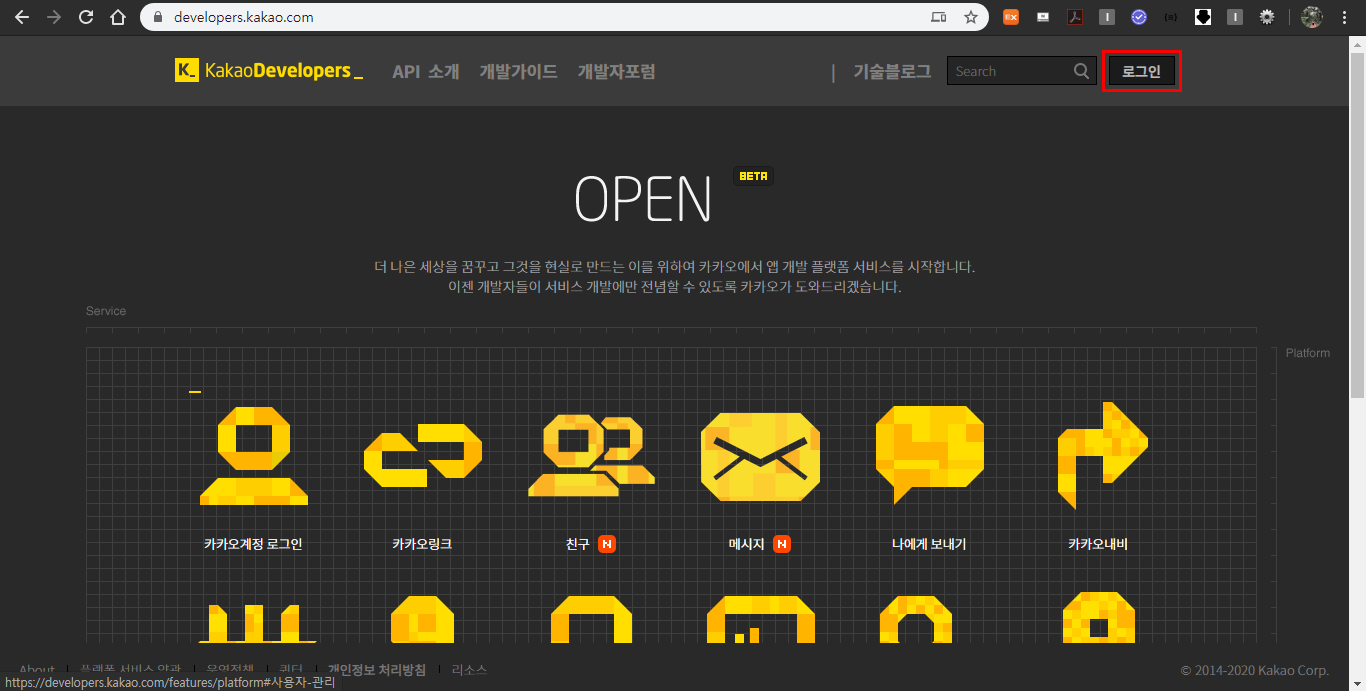 developers.kakao.com
K_ KakaoDevelopers_ API 소개 개발가이드 개발자포럼 | 기술블로그 Search 로그인
OPEN BETA
더 나은 세상을 꿈꾸고 그것을 현실로 만드는 이를 위하여 카카오에서 앱 개발 플랫폼 서비스를 시작합니다.
이젠 개발자들이 서비스 개발에만 전념할 수 있도록 카카오가 도와드리겠습니다.
Service
Platform
카카오계정 로그인 카카오링크 친구 N 메시지 N 나에게 보내기 카카오내비
About | 플랫폼 서비스 약관 | 운영정책 | 쿼터 | 개인정보 처리방침 | 리소스 © 2014-2020 Kakao Corp.
https://developers.kakao.com/features/platform#사용자-관리